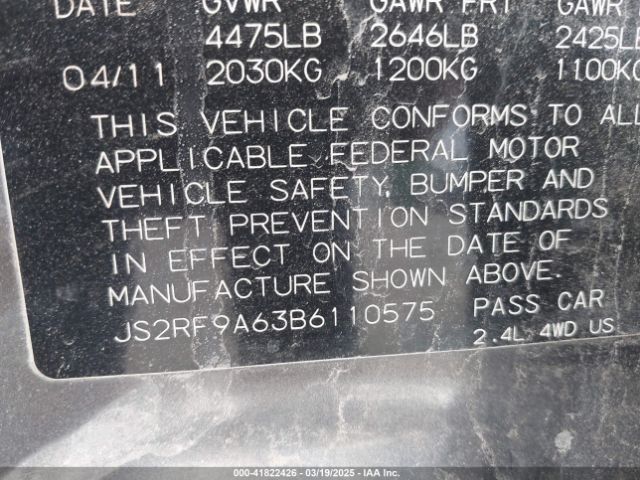 DATE GVWR GAWR FRT GAWR
4475LB 2646LB 2425LB
04/11 2030KG 1200KG 1100KG
THIS VEHICLE CONFORMS TO ALL
APPLICABLE FEDERAL MOTOR
VEHICLE SAFETY, BUMPER AND
THEFT PREVENTION STANDARDS
IN EFFECT ON THE DATE OF
MANUFACTURE SHOWN ABOVE.
JS2RF9A63B6110575 PASS CAR
2.4L 4WD US
000-41822426 - 03/19/2025 - IAA Inc.